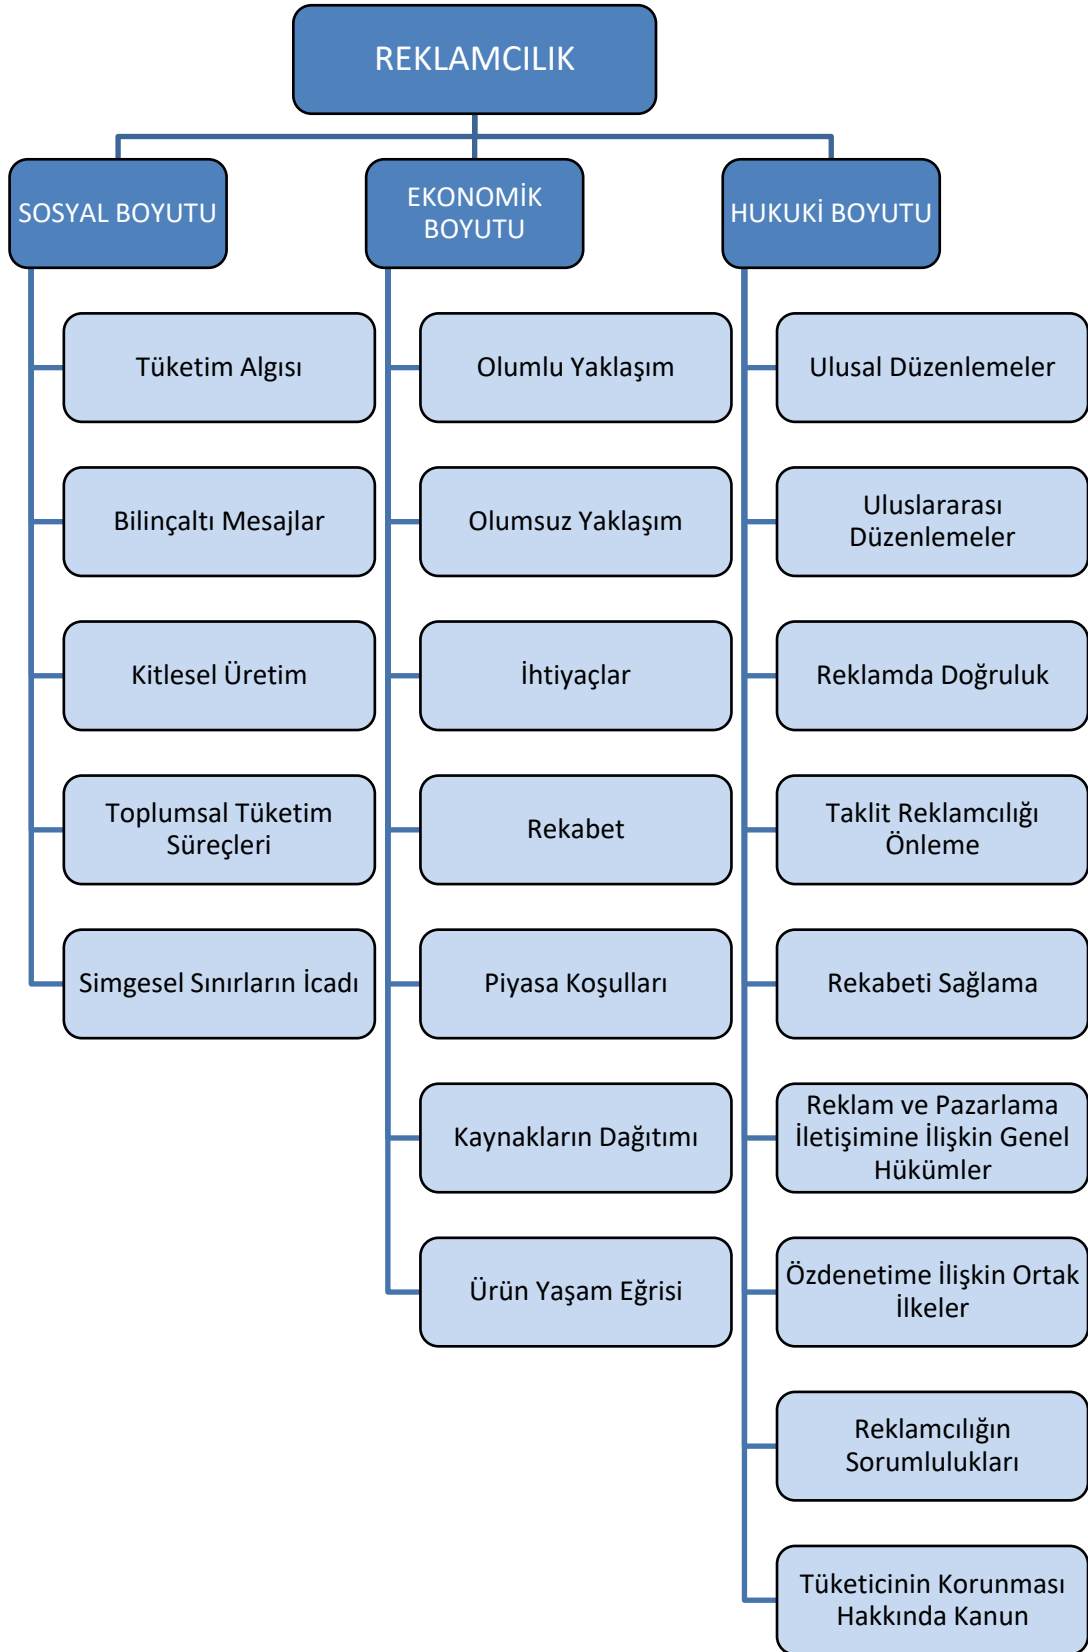 REKLAMCILIK
SOSYAL BOYUTU
Tüketim Algısı
Bilinçaltı Mesajlar
Kitlesel Üretim
Toplumsal Tüketim
Süreçleri
Simgesel Sınırların İcadı
EKONOMİK
BOYUTU
Olumlu Yaklaşım
Olumsuz Yaklaşım
İhtiyaçlar
Rekabet
Piyasa Koşulları
Kaynakların Dağıtımı
Ürün Yaşam Eğrisi
HUKUKİ BOYUTU
Ulusal Düzenlemeler
Uluslararası
Düzenlemeler
Reklamda Doğruluk
Taklit Reklamcılığı
Önleme
Rekabeti Sağlama
Reklam ve Pazarlama
İletişimine İlişkin Genel
Hükümler
Özdenetime İlişkin Ortak
İlkeler
Reklamcılığın
Sorumlulukları
Tüketicinin Korunması
Hakkında Kanun